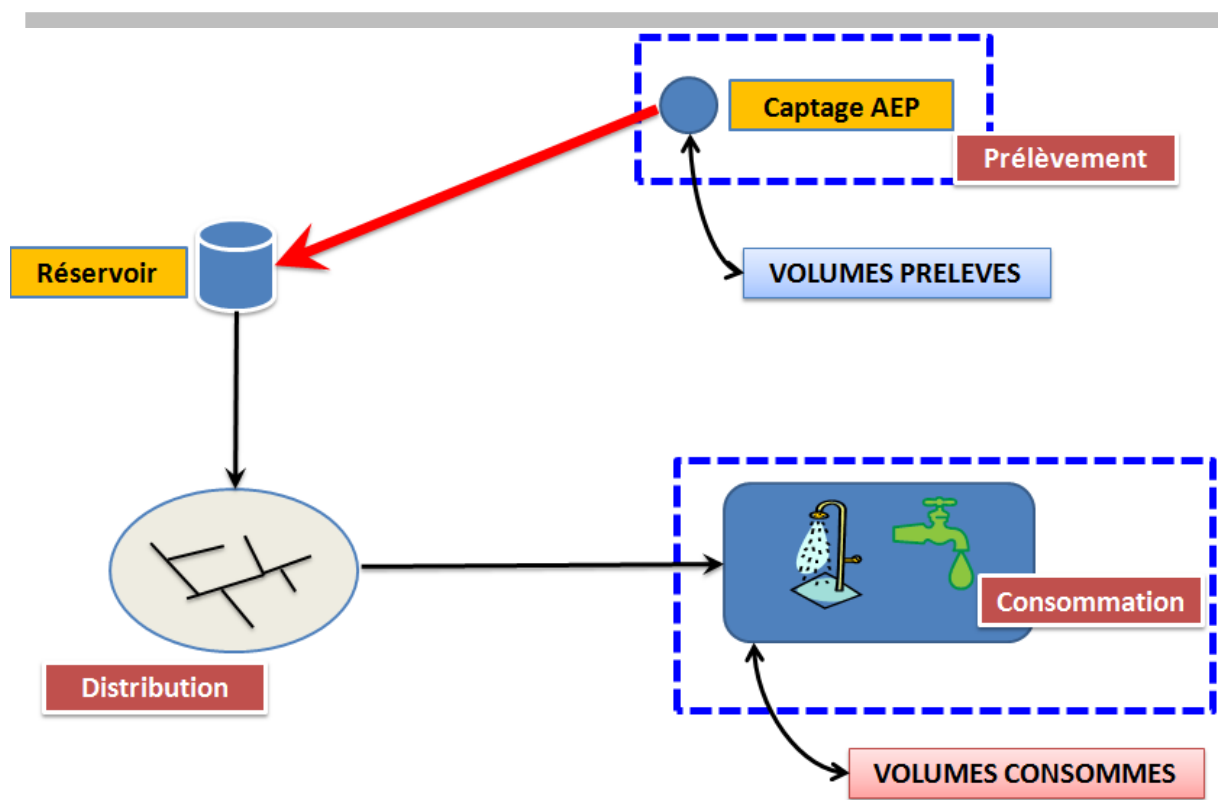 Captage AEP
Prélèvement
Réservoir
VOLUMES PRELEVES
Consommation
Distribution
VOLUMES CONSOMMES